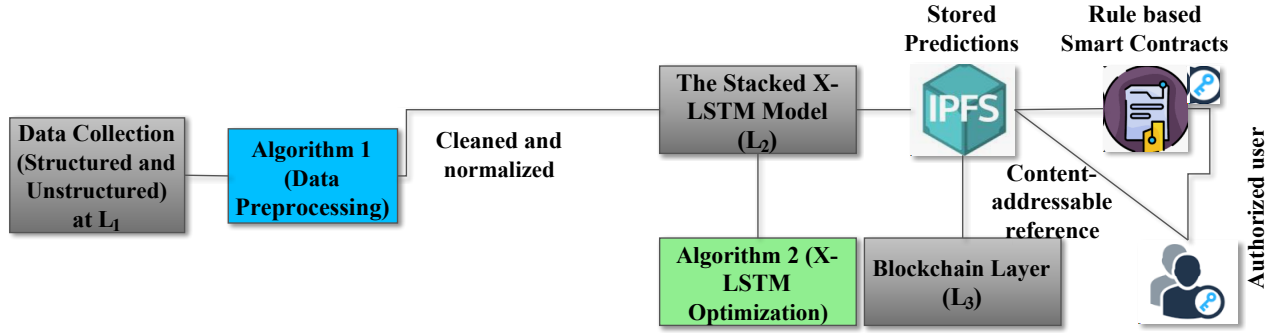 Data Collection
(Structured and
Unstructured)
at L₁
Algorithm 1
(Data
Preprocessing)
Cleaned and
normalized
The Stacked X-
LSTM Model
(L₂)
Algorithm 2 (X-
LSTM
Optimization)
Stored
Predictions
IPFS
Content-
addressable
reference
Blockchain Layer
(L₃)
Rule based
Smart Contracts
Authorized user